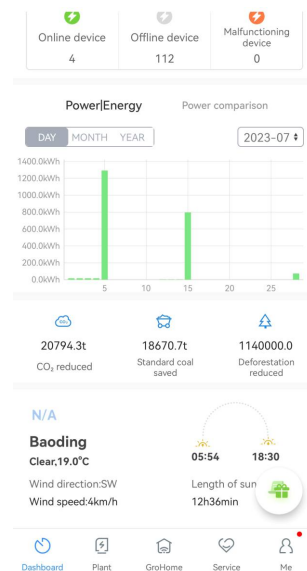 Online device
Offline device
Malfunctioning
device
4
112
0
Power|Energy
Power comparison
DAY
MONTH
YEAR
2023-07
1400.0kWh
1200.0kWh
1000.0kWh
800.0kWh
600.0kWh
400.0kWh
200.0kWh
0.0kWh
5
10
15
20
25
CO₂
20794.3t
18670.7t
1140000.0
CO₂ reduced
Standard coal
saved
Deforestation
reduced
N/A
Baoding
Clear,19.0°C
05:54
18:30
Wind direction:SW
Length of sun
Wind speed:4km/h
12h36min
Dashboard
Plant
GroHome
Service
Me